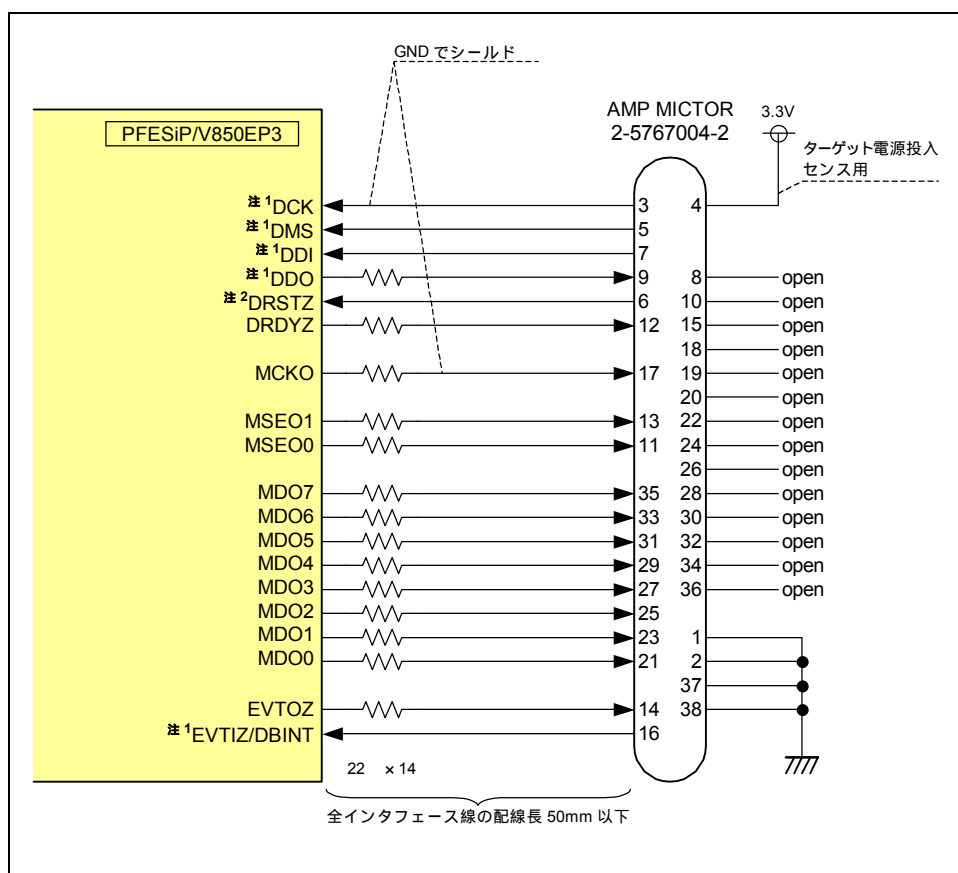 GND でシールド
AMP MICTOR
2-5767004-2
3.3V
ターゲット電源投入
センス用
PFESiP/V850EP3
注1DCK 3 4
注1DMS 5
注1DDI 7
注1DDO 9 8 open
注2DRSTZ 6 10 open
DRDYZ 12 15 open
18 open
MCKO 17 19 open
20 open
MSEO1 13 22 open
MSEO0 11 24 open
26 open
MDO7 35 28 open
MDO6 33 30 open
MDO5 31 32 open
MDO4 29 34 open
MDO3 27 36 open
MDO2 25
MDO1 23 1
MDO0 21 2
37
EVTOZ 14 38
注1EVTIZ/DBINT 16
22 ×14
全インタフェース線の配線長 50mm 以下